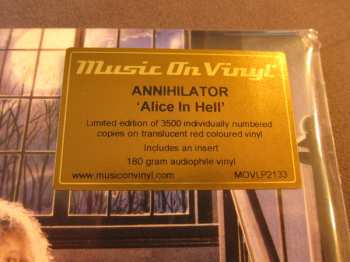 Music On Vinyl
ANNIHILATOR
‘Alice In Hell’
Limited edition of 3500 individually numbered
copies on translucent red coloured vinyl
Includes an insert
180 gram audiophile vinyl
www.musiconvinyl.com MOVLP2133